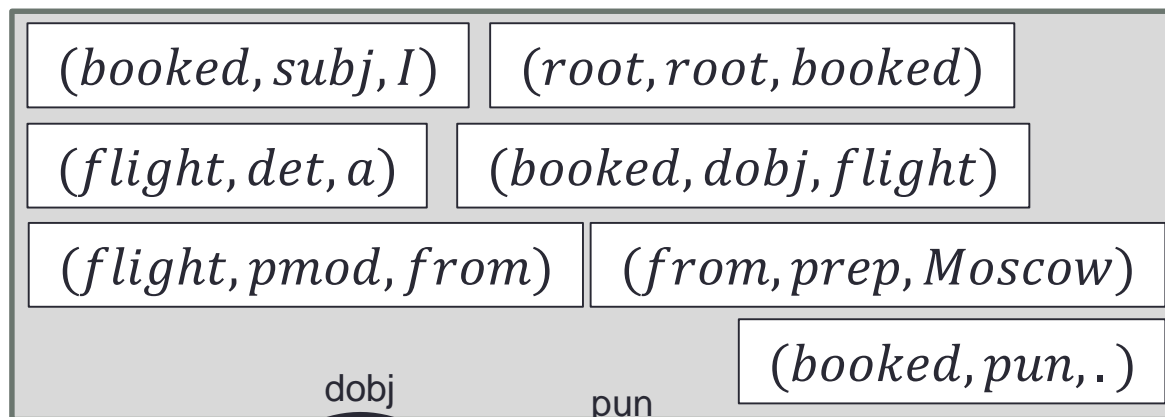 (booked, subj, I) (root, root, booked)
(flight, det, a) (booked, dobj, flight)
(flight, pmod, from) (from, prep, Moscow)
(booked, pun, .)
dobj pun